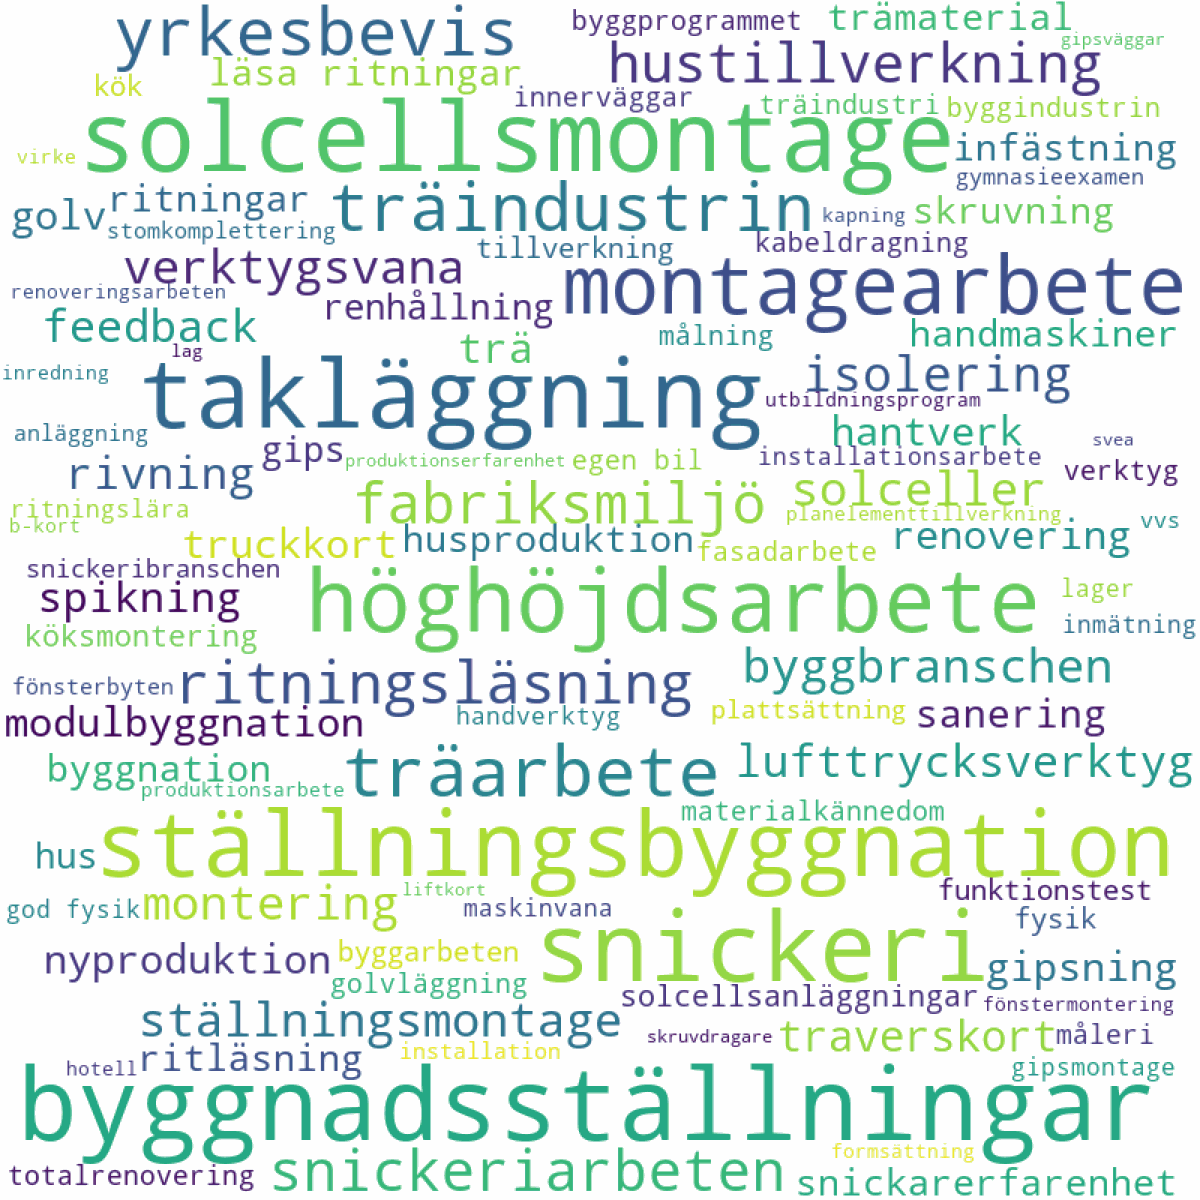 yrkesbevis
byggprogrammet
trämaterial
gipsväggar
hustillverkning
kök
läsa ritningar
innerväggar
träindustri
byggindustrin
solcellsmontage
virke
infästning
gymnasieexamen
golv
ritningar
träindustrin
kapning
skruvning
stomkomplettering
tillverkning
kabeldragning
verktygsvana
montagearbete
renoveringsarbeten
renhållning
feedback
målning
handmaskiner
lag
trä
inredning
takläggning
isolering
utbildningsprogram
anläggning
hantverk
svea
gips
produktionserfarenhet
egen bil
installationsarbete
verktyg
rivning
fabriksmiljö
solceller
ritningslära
planelementtillverkning
vvs
b-kort
truckkort
husproduktion
fasadarbete
renovering
snickeribranschen
spikning
höghöjdsarbete
lager
köksmontering
inmätning
byggbranschen
fönsterbyten
ritningsläsning
modulbyggnation
handverktyg
plattsättning
sanering
byggnation
träarbete
lufttrycksverktyg
produktionsarbete
materialkännedom
hus
ställningsbyggnation
liftkort
funktionstest
god fysik
montering
maskinvana
fysik
snickeri
nyproduktion
byggarbeten
gipsning
golvläggning
solcellsanläggningar
fönstermontering
ställningsmontage
skruvdragare
traverskort
måleri
hotell
ritläsning
installation
gipsmontage
byggnadsställningar
formsättning
totalrenovering
snickeriarbeten
snickarerfarenhet